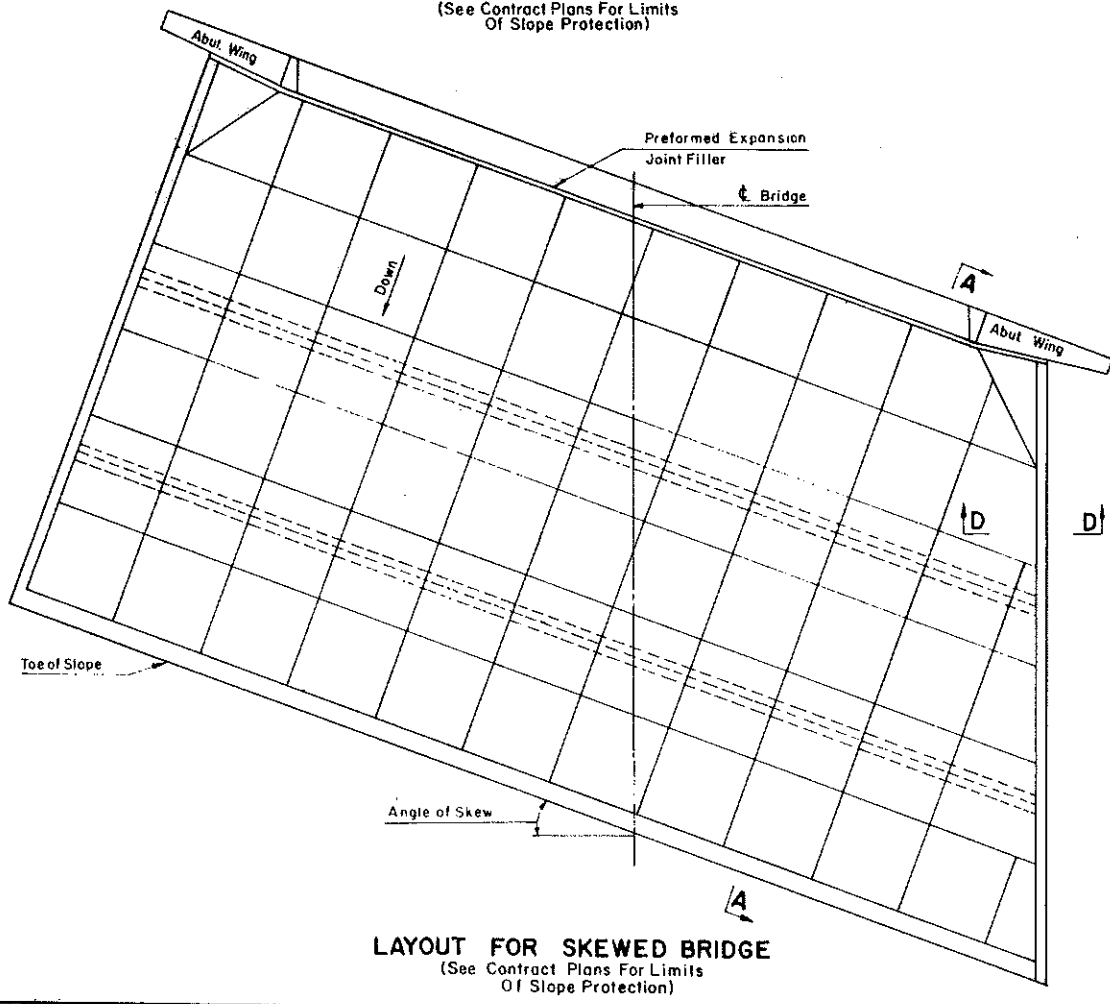 (See Contract Plans For Limits
Of Slope Protection)
Abut. Wing
Preformed Expansion
Joint Filler
℄ Bridge
Down
A
Abut Wing
D
D
Toe of Slope
Angle of Skew
A
LAYOUT FOR SKEWED BRIDGE
(See Contract Plans For Limits
Of Slope Protection)